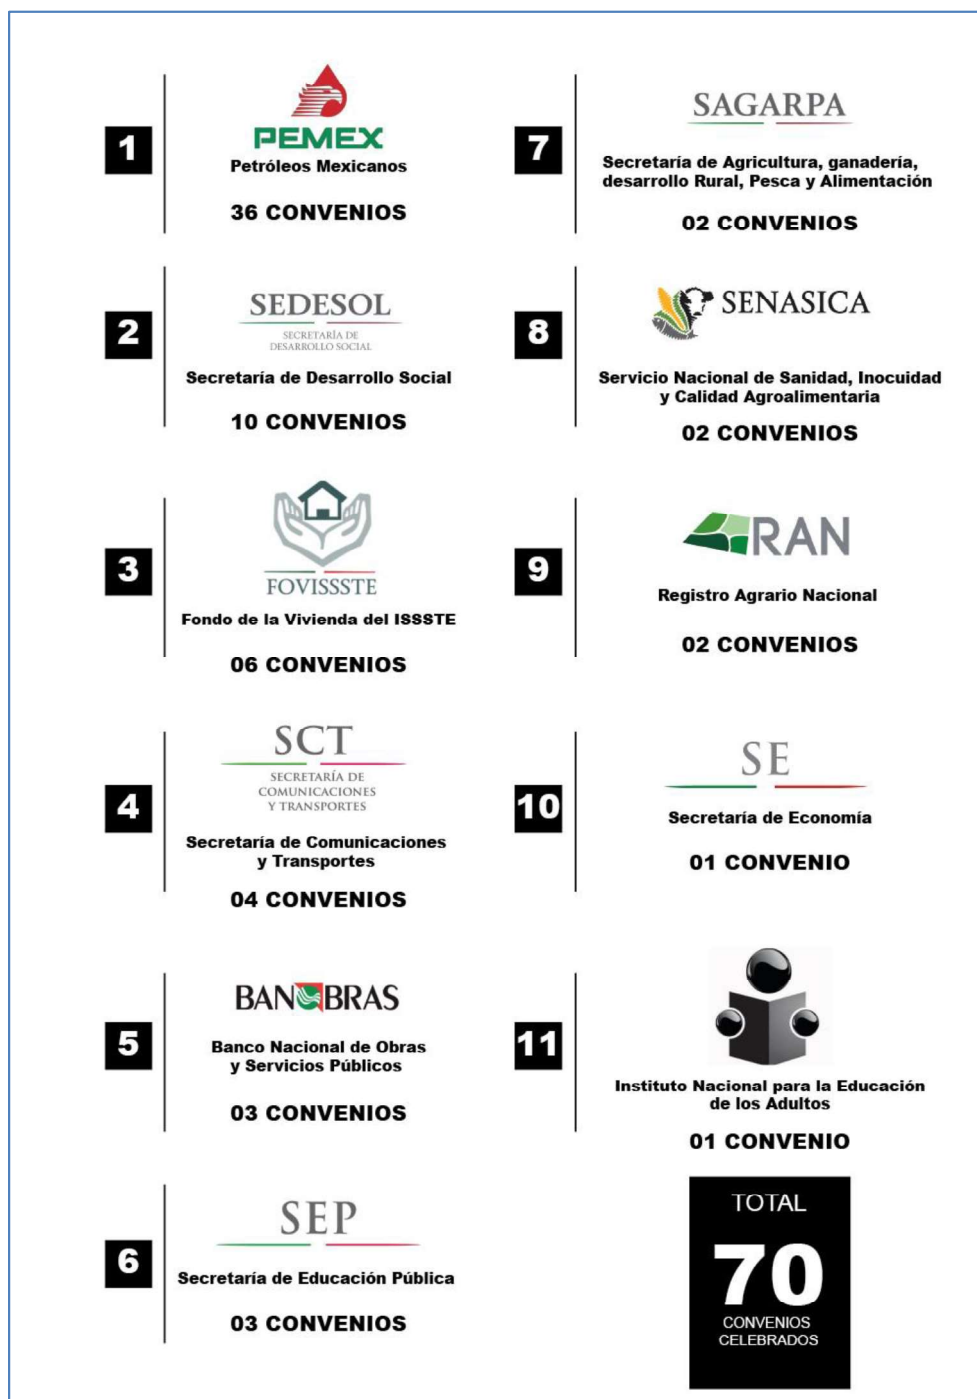 1
PEMEX
Petróleos Mexicanos
36 CONVENIOS
2
SEDESOL
SECRETARÍA DE
DESARROLLO SOCIAL
Secretaría de Desarrollo Social
10 CONVENIOS
3
FOVISSSTE
Fondo de la Vivienda del ISSSTE
06 CONVENIOS
4
SCT
SECRETARÍA DE
COMUNICACIONES
Y TRANSPORTES
Secretaría de Comunicaciones
y Transportes
04 CONVENIOS
5
BANOBRAS
Banco Nacional de Obras
y Servicios Públicos
03 CONVENIOS
6
SEP
Secretaría de Educación Pública
03 CONVENIOS
7
SAGARPA
Secretaría de Agricultura, ganadería,
desarrollo Rural, Pesca y Alimentación
02 CONVENIOS
8
SENASICA
Servicio Nacional de Sanidad, Inocuidad
y Calidad Agroalimentaria
02 CONVENIOS
9
RAN
Registro Agrario Nacional
02 CONVENIOS
10
SE
Secretaría de Economía
01 CONVENIO
11
Instituto Nacional para la Educación
de los Adultos
01 CONVENIO
TOTAL
70
CONVENIOS
CELEBRADOS